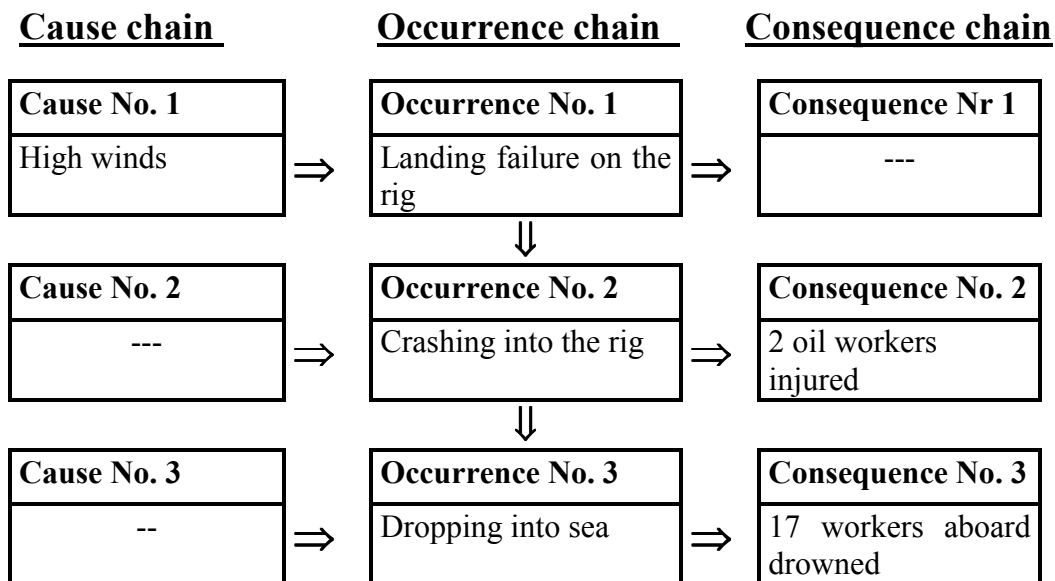 Cause chain Occurrence chain Consequence chain
Cause No. 1
High winds
⇒
Occurrence No. 1
Landing failure on the
rig
⇒
Consequence Nr 1
---
⇓
Cause No. 2
---
⇒
Occurrence No. 2
Crashing into the rig
⇒
Consequence No. 2
2 oil workers
injured
⇓
Cause No. 3
--
⇒
Occurrence No. 3
Dropping into sea
⇒
Consequence No. 3
17 workers aboard
drowned